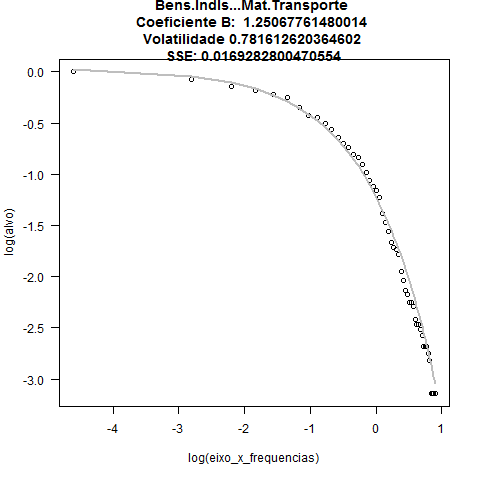 Bens.Indis...Mat.Transporte
Coeficiente B:  1.25067761480014
Volatilidade 0.781612620364602
SSE: 0.0169282800470554
0.0
-0.5
-1.0
-1.5
-2.0
-2.5
-3.0
log(alvo)
-4 -3 -2 -1 0 1
log(eixo_x_frequencias)